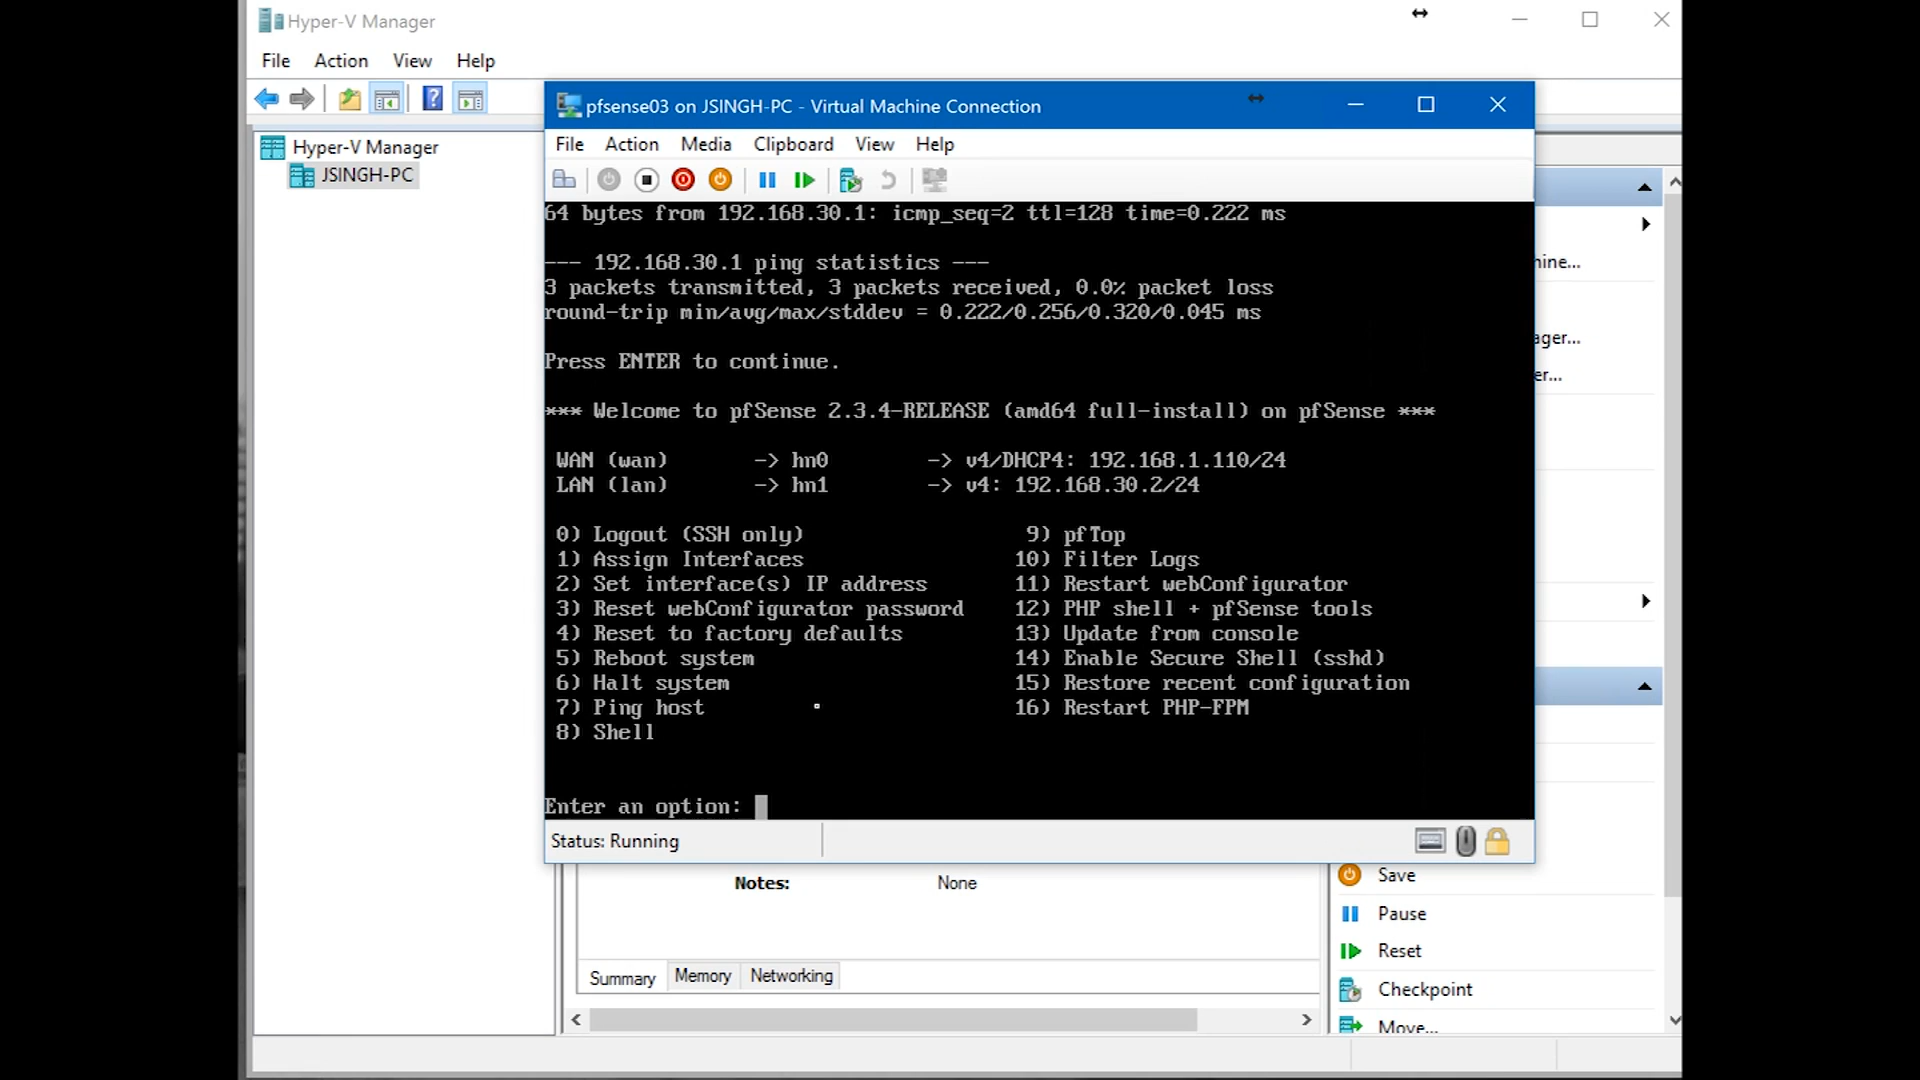 Hyper-V Manager
File Action View Help
Hyper-V Manager
JSINGH-PC
pfsense03 on JSINGH-PC - Virtual Machine Connection
File Action Media Clipboard View Help
64 bytes from 192.168.30.1: icmp_seq=2 ttl=128 time=0.222 ms
--- 192.168.30.1 ping statistics ---
3 packets transmitted, 3 packets received, 0.0% packet loss
round-trip min/avg/max/stddev = 0.222/0.256/0.320/0.045 ms
Press ENTER to continue.
*** Welcome to pfSense 2.3.4-RELEASE (amd64 full-install) on pfSense ***
WAN (wan) -> hn0 -> v4/DHCP4: 192.168.1.110/24
LAN (lan) -> hn1 -> v4: 192.168.30.2/24
0) Logout (SSH only) 9) pfTop
1) Assign Interfaces 10) Filter Logs
2) Set interface(s) IP address 11) Restart webConfigurator
3) Reset webConfigurator password 12) PHP shell + pfSense tools
4) Reset to factory defaults 13) Update from console
5) Reboot system 14) Enable Secure Shell (sshd)
6) Halt system 15) Restore recent configuration
7) Ping host 16) Restart PHP-FPM
8) Shell
Enter an option:
Status: Running
hine...
ager...
er...
Notes: None
Summary Memory Networking
Save
Pause
Reset
Checkpoint
Move...